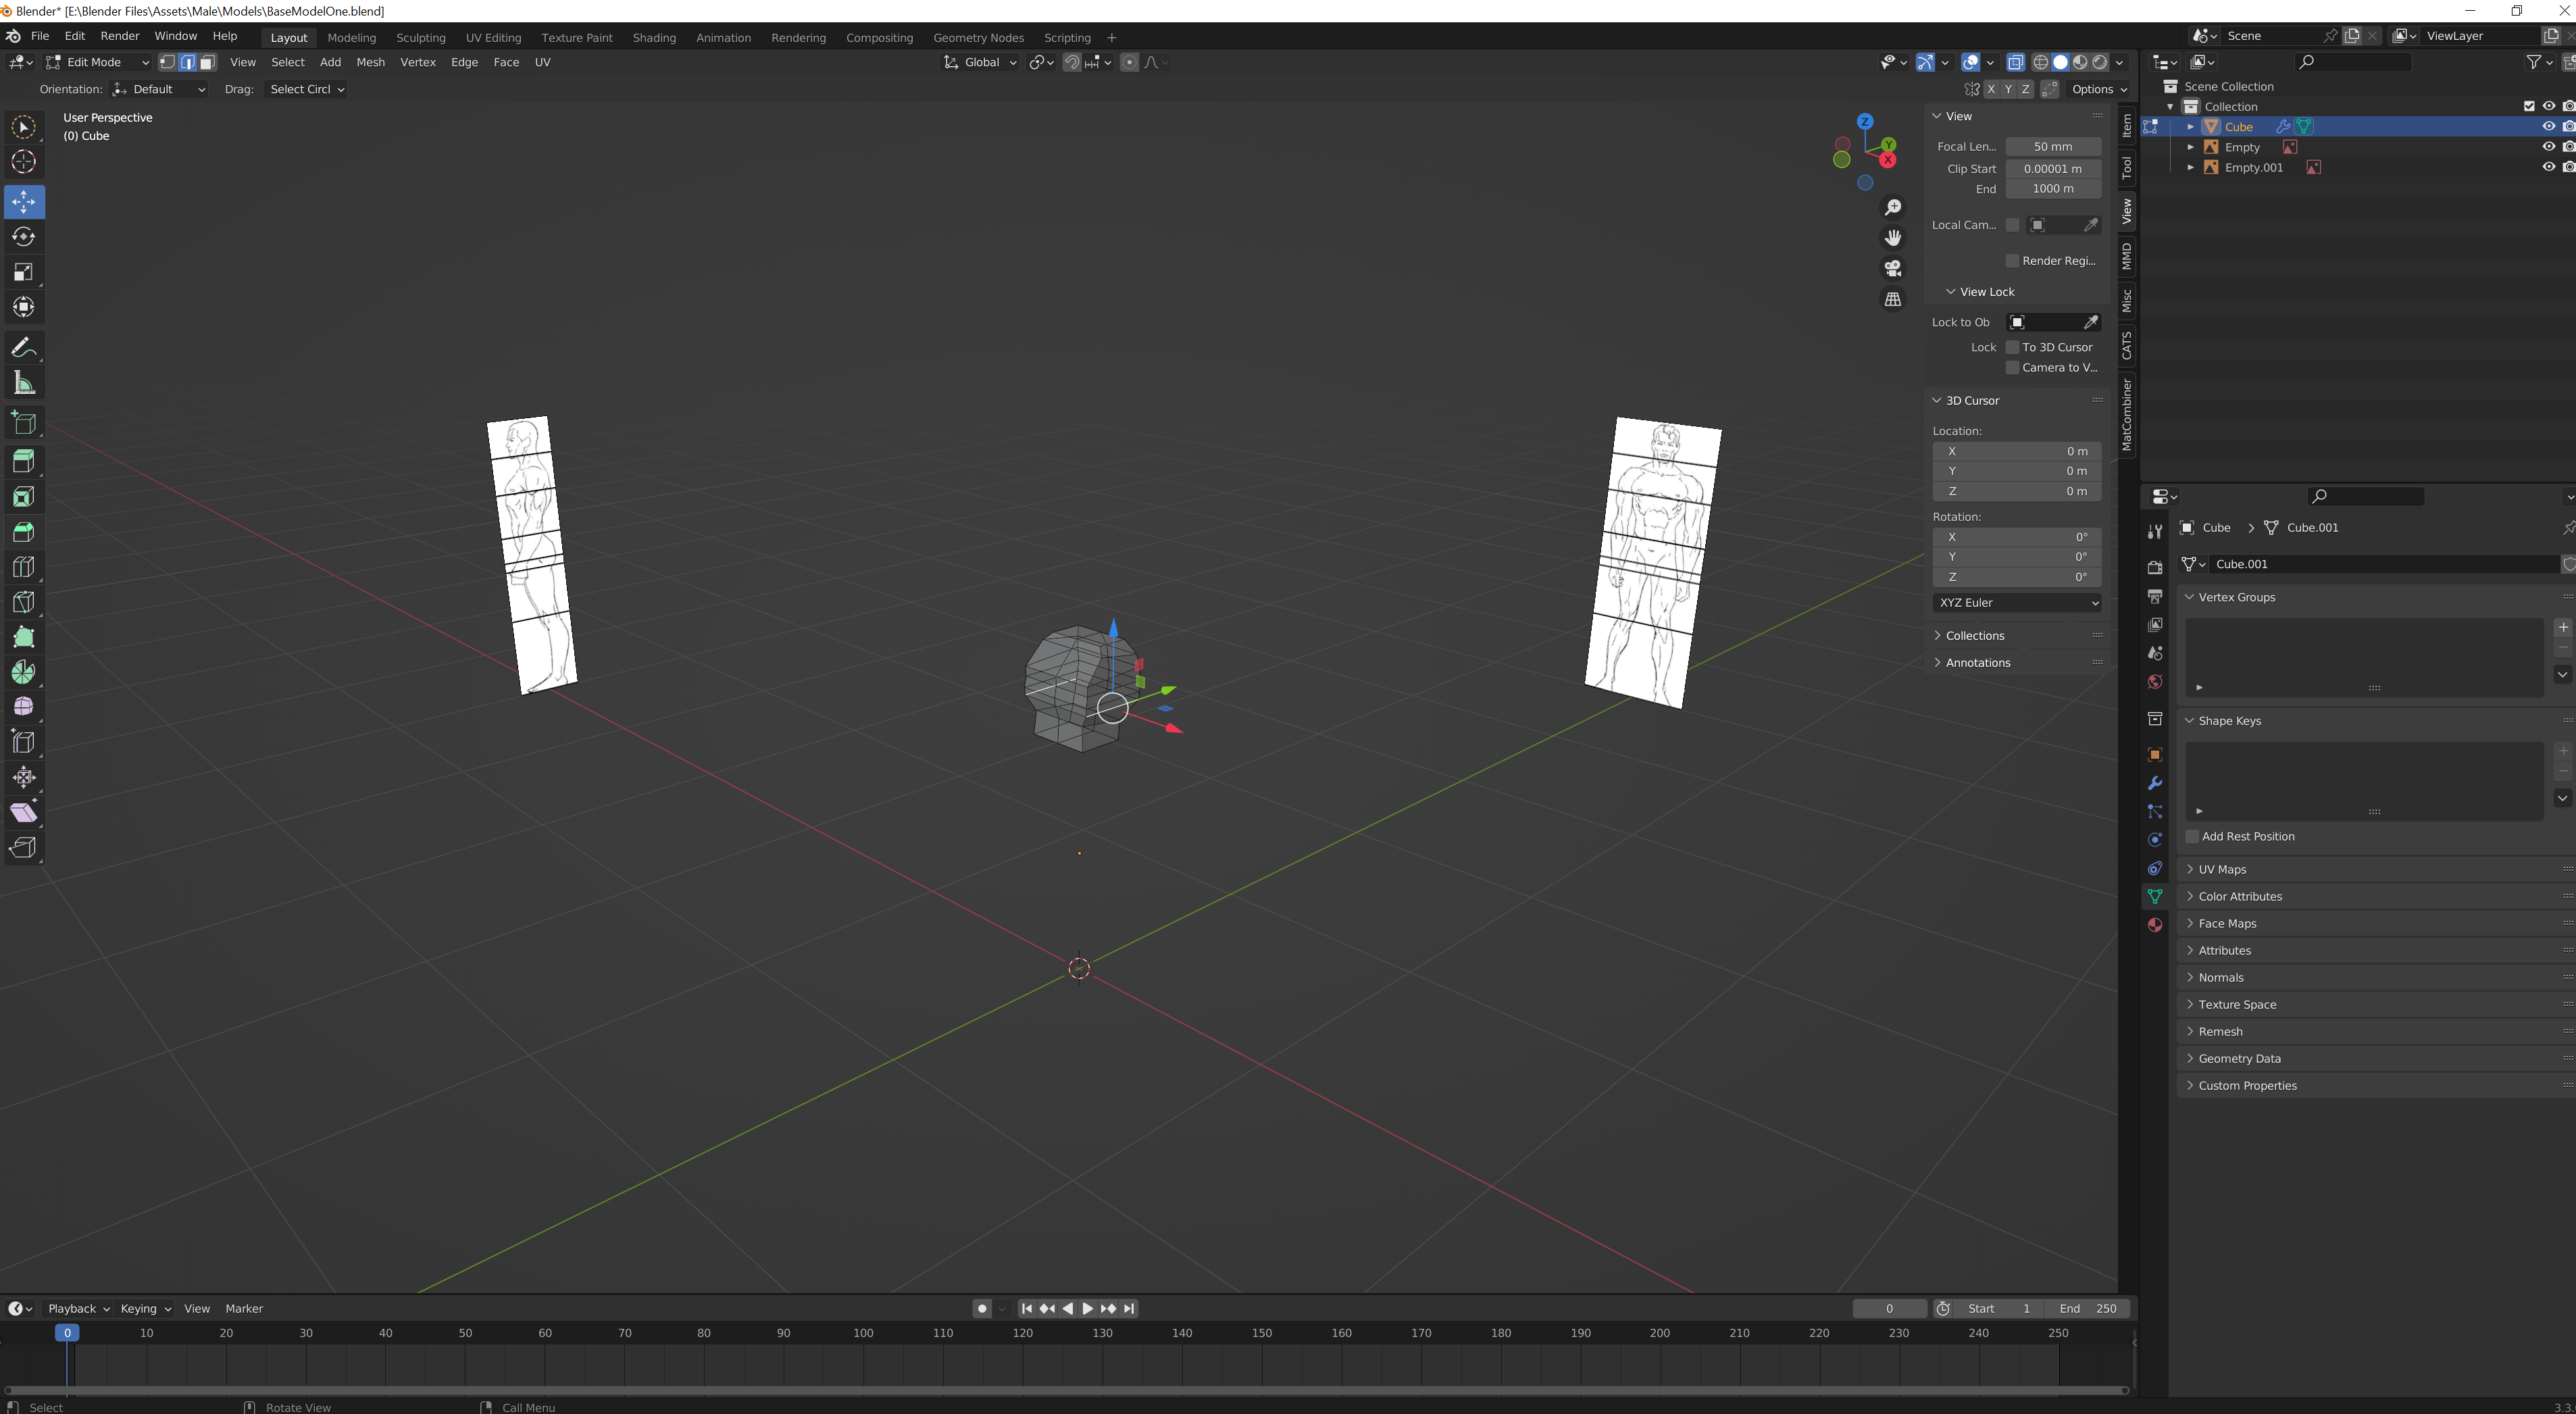 Blender* [E:\Blender Files\Assets\Male\Models\BaseModelOne.blend]
File Edit Render Window Help Layout Modeling Sculpting UV Editing Texture Paint Shading Animation Rendering Compositing Geometry Nodes Scripting + Scene ViewLayer
Edit Mode View Select Add Mesh Vertex Edge Face UV Global
Orientation: Default Drag: Select Circl X Y Z Options
User Perspective
(0) Cube
Z
Y
X
View
Focal Len... 50 mm
Clip Start 0.00001 m
End 1000 m
Local Cam...
Render Regi...
View Lock
Lock to Ob
Lock To 3D Cursor
Camera to V...
3D Cursor
Location:
X 0 m
Y 0 m
Z 0 m
Rotation:
X 0°
Y 0°
Z 0°
XYZ Euler
Collections
Annotations
Item
Tool
View
MMD
Misc
CATS
MatCombiner
Scene Collection
Collection
Cube
Empty
Empty.001
Cube > Cube.001
Cube.001
Vertex Groups
Shape Keys
Add Rest Position
UV Maps
Color Attributes
Face Maps
Attributes
Normals
Texture Space
Remesh
Geometry Data
Custom Properties
Playback Keying View Marker 0 Start 1 End 250
0 10 20 30 40 50 60 70 80 90 100 110 120 130 140 150 160 170 180 190 200 210 220 230 240 250
Select Rotate View Call Menu 3.3.